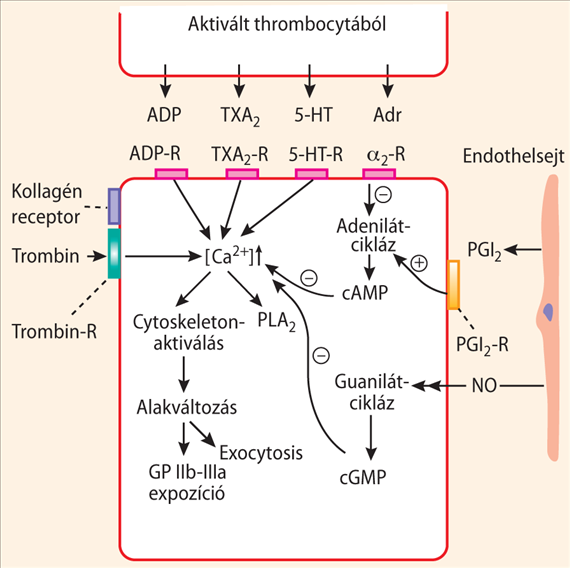 Aktivált thrombocytából
ADP
TXA2
5-HT
Adr
ADP-R
TXA2-R
5-HT-R
α2-R
Endothelsejt
Kollagén
receptor
Trombin
Trombin-R
[Ca2+]
Adenilát-
cikláz
cAMP
PGI2
PGI2-R
Cytoskeleton-
aktiválás
PLA2
Alakváltozás
Exocytosis
GP IIb-IIIa
expozíció
Guanilát-
cikláz
NO
cGMP